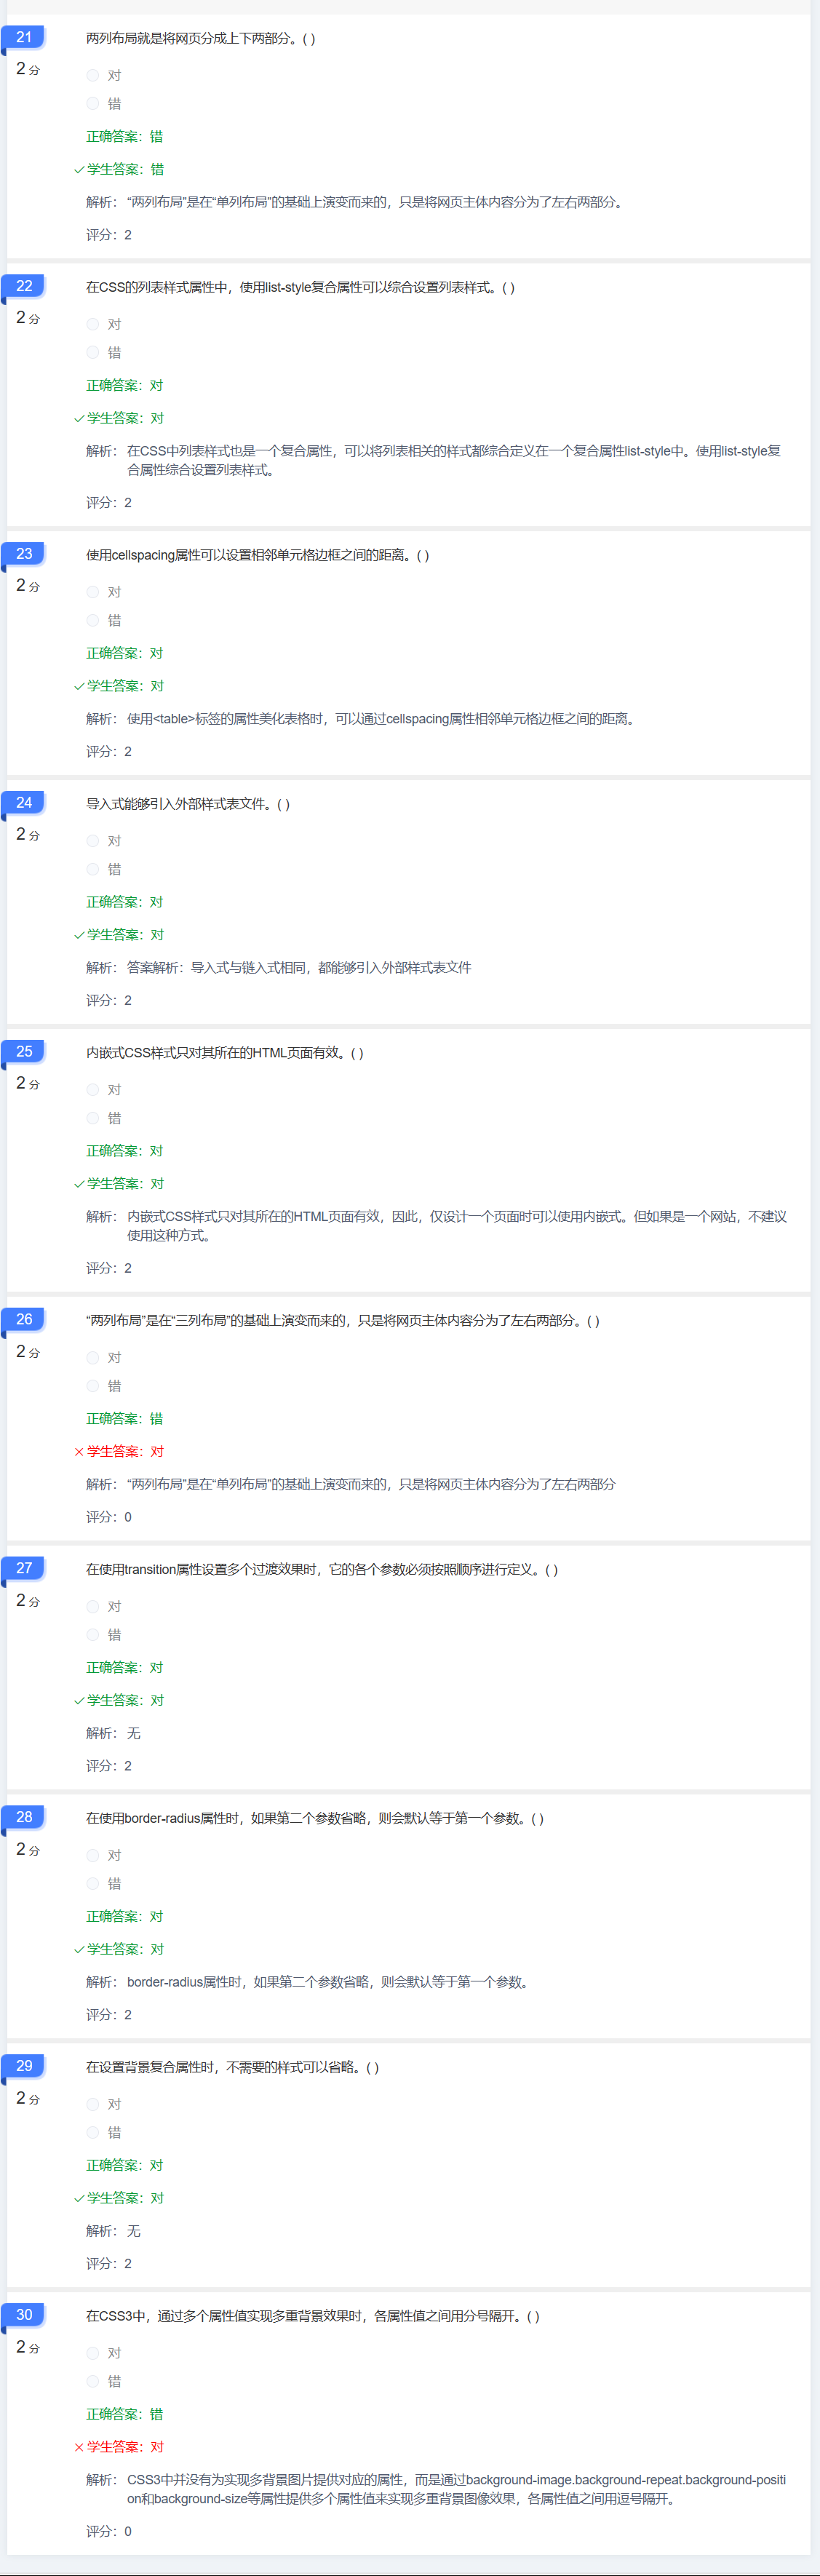 21
2 分
两列布局就是将网页分成上下两部分。( )
对
错
正确答案：错
学生答案：错
解析： “两列布局”是在“单列布局”的基础上演变而来的，只是将网页主体内容分为了左右两部分。
评分：2
22
2 分
在CSS的列表样式属性中，使用list-style复合属性可以综合设置列表样式。( )
对
错
正确答案：对
学生答案：对
解析： 在CSS中列表样式也是一个复合属性，可以将列表相关的样式都综合定义在一个复合属性list-style中。使用list-style复
合属性综合设置列表样式。
评分：2
23
2 分
使用cellspacing属性可以设置相邻单元格边框之间的距离。( )
对
错
正确答案：对
学生答案：对
解析： 使用<table>标签的属性美化表格时，可以通过cellspacing属性相邻单元格边框之间的距离。
评分：2
24
2 分
导入式能够引入外部样式表文件。( )
对
错
正确答案：对
学生答案：对
解析： 答案解析：导入式与链入式相同，都能够引入外部样式表文件
评分：2
25
2 分
内嵌式CSS样式只对其所在的HTML页面有效。( )
对
错
正确答案：对
学生答案：对
解析： 内嵌式CSS样式只对其所在的HTML页面有效，因此，仅设计一个页面时可以使用内嵌式。但如果是一个网站，不建议
使用这种方式。
评分：2
26
2 分
“两列布局”是在“三列布局”的基础上演变而来的，只是将网页主体内容分为了左右两部分。( )
对
错
正确答案：错
学生答案：对
解析： “两列布局”是在“单列布局”的基础上演变而来的，只是将网页主体内容分为了左右两部分
评分：0
27
2 分
在使用transition属性设置多个过渡效果时，它的各个参数必须按照顺序进行定义。( )
对
错
正确答案：对
学生答案：对
解析： 无
评分：2
28
2 分
在使用border-radius属性时，如果第二个参数省略，则会默认等于第一个参数。( )
对
错
正确答案：对
学生答案：对
解析： border-radius属性时，如果第二个参数省略，则会默认等于第一个参数。
评分：2
29
2 分
在设置背景复合属性时，不需要的样式可以省略。( )
对
错
正确答案：对
学生答案：对
解析： 无
评分：2
30
2 分
在CSS3中，通过多个属性值实现多重背景效果时，各属性值之间用分号隔开。( )
对
错
正确答案：错
学生答案：对
解析： CSS3中并没有为实现多背景图片提供对应的属性，而是通过background-image.background-repeat.background-positi
on和background-size等属性提供多个属性值来实现多重背景图像效果，各属性值之间用逗号隔开。
评分：0